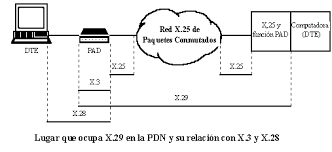 Red X.25 de
Paquetes Conmutados
X.25 y
función PAD
Computadora
(DTE)
DTE
PAD
X.25
X.25
X.3
X.29
X.28
Lugar que ocupa X.29 en la PDN y su relación con X.3 y X.28